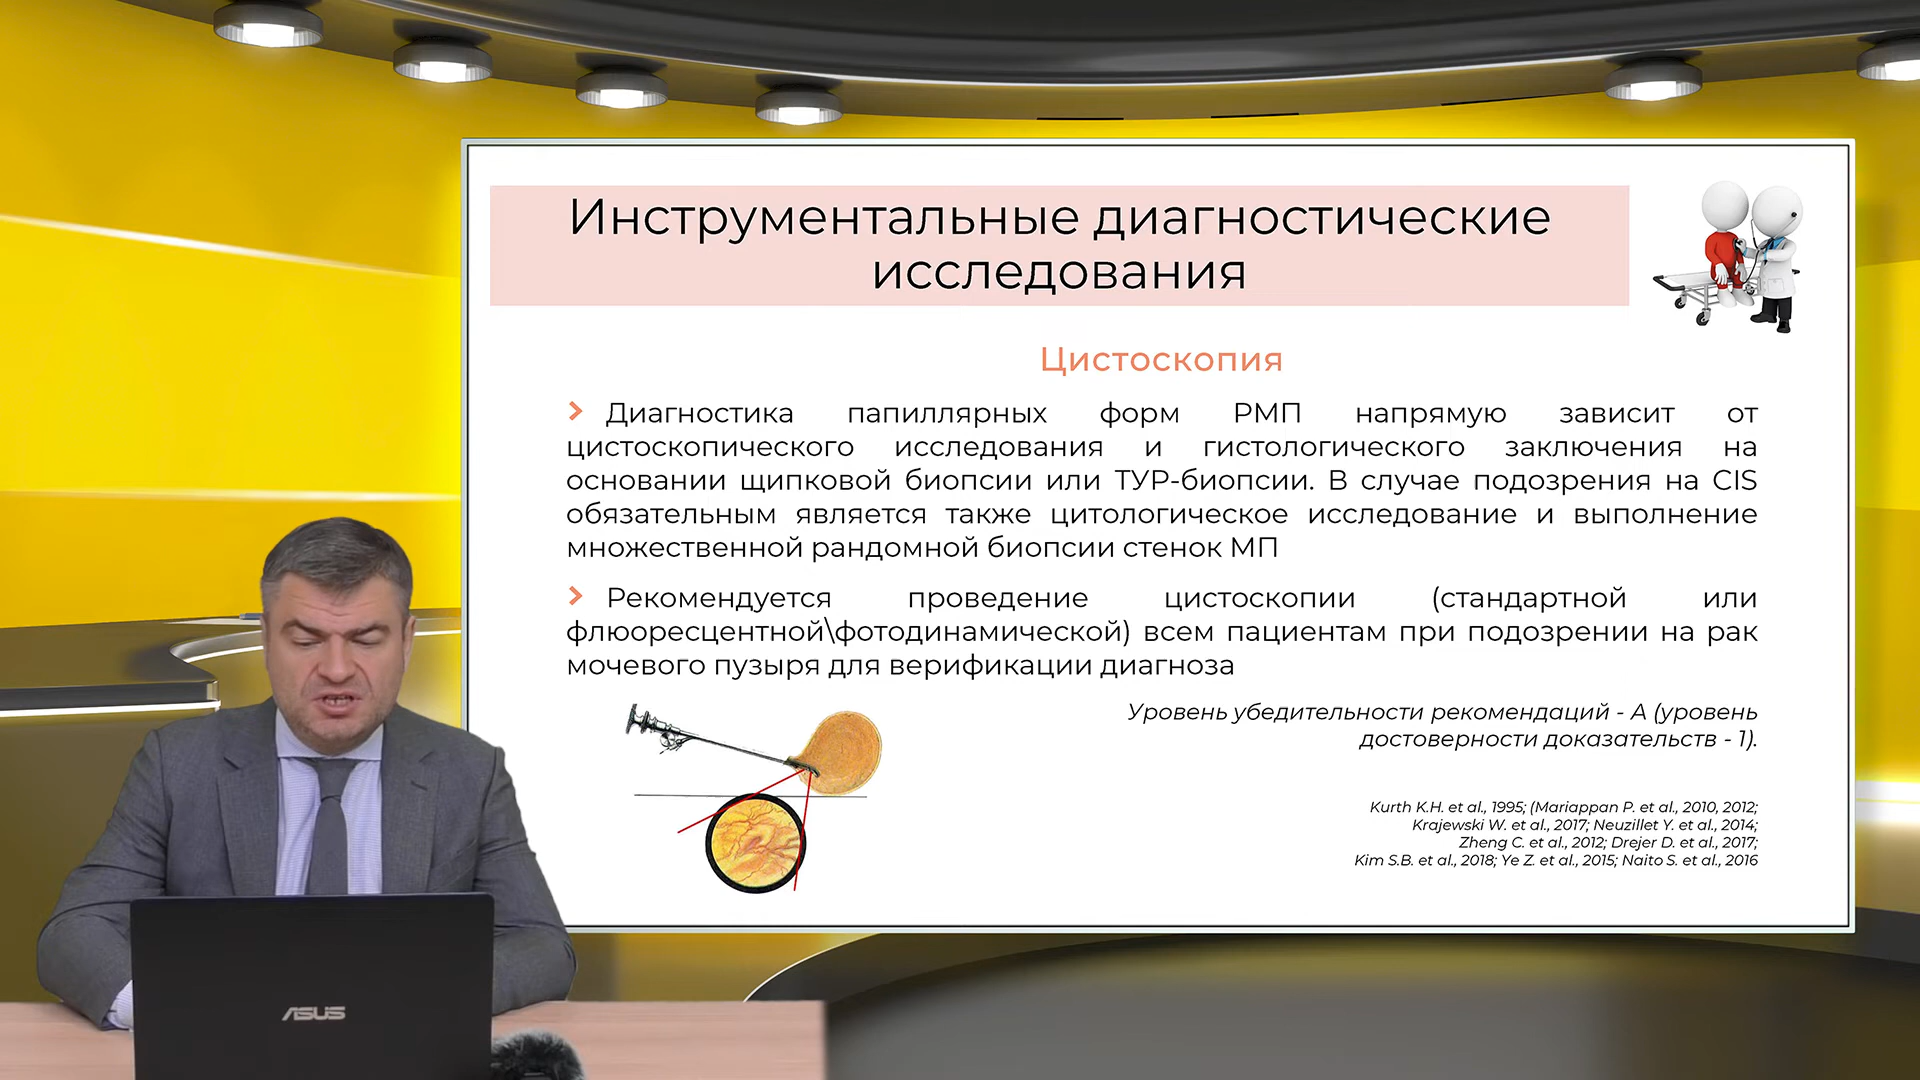 Инструментальные диагностические
исследования
Цистоскопия
Диагностика папиллярных форм РМП напрямую зависит от
цистоскопического исследования и гистологического заключения на
основании щипковой биопсии или ТУР-биопсии. В случае подозрения на CIS
обязательным является также цитологическое исследование и выполнение
множественной рандомной биопсии стенок МП
Рекомендуется проведение цистоскопии (стандартной или
флюоресцентной\фотодинамической) всем пациентам при подозрении на рак
мочевого пузыря для верификации диагноза
Уровень убедительности рекомендаций - А (уровень
достоверности доказательств - 1).
Kurth K.H. et al., 1995; (Mariappan P. et al., 2010, 2012;
Krajewski W. et al., 2017; Neuzillet Y. et al., 2014;
Zheng C. et al., 2012; Drejer D. et al., 2017;
Kim S.B. et al., 2018; Ye Z. et al., 2015; Naito S. et al., 2016
ASUS